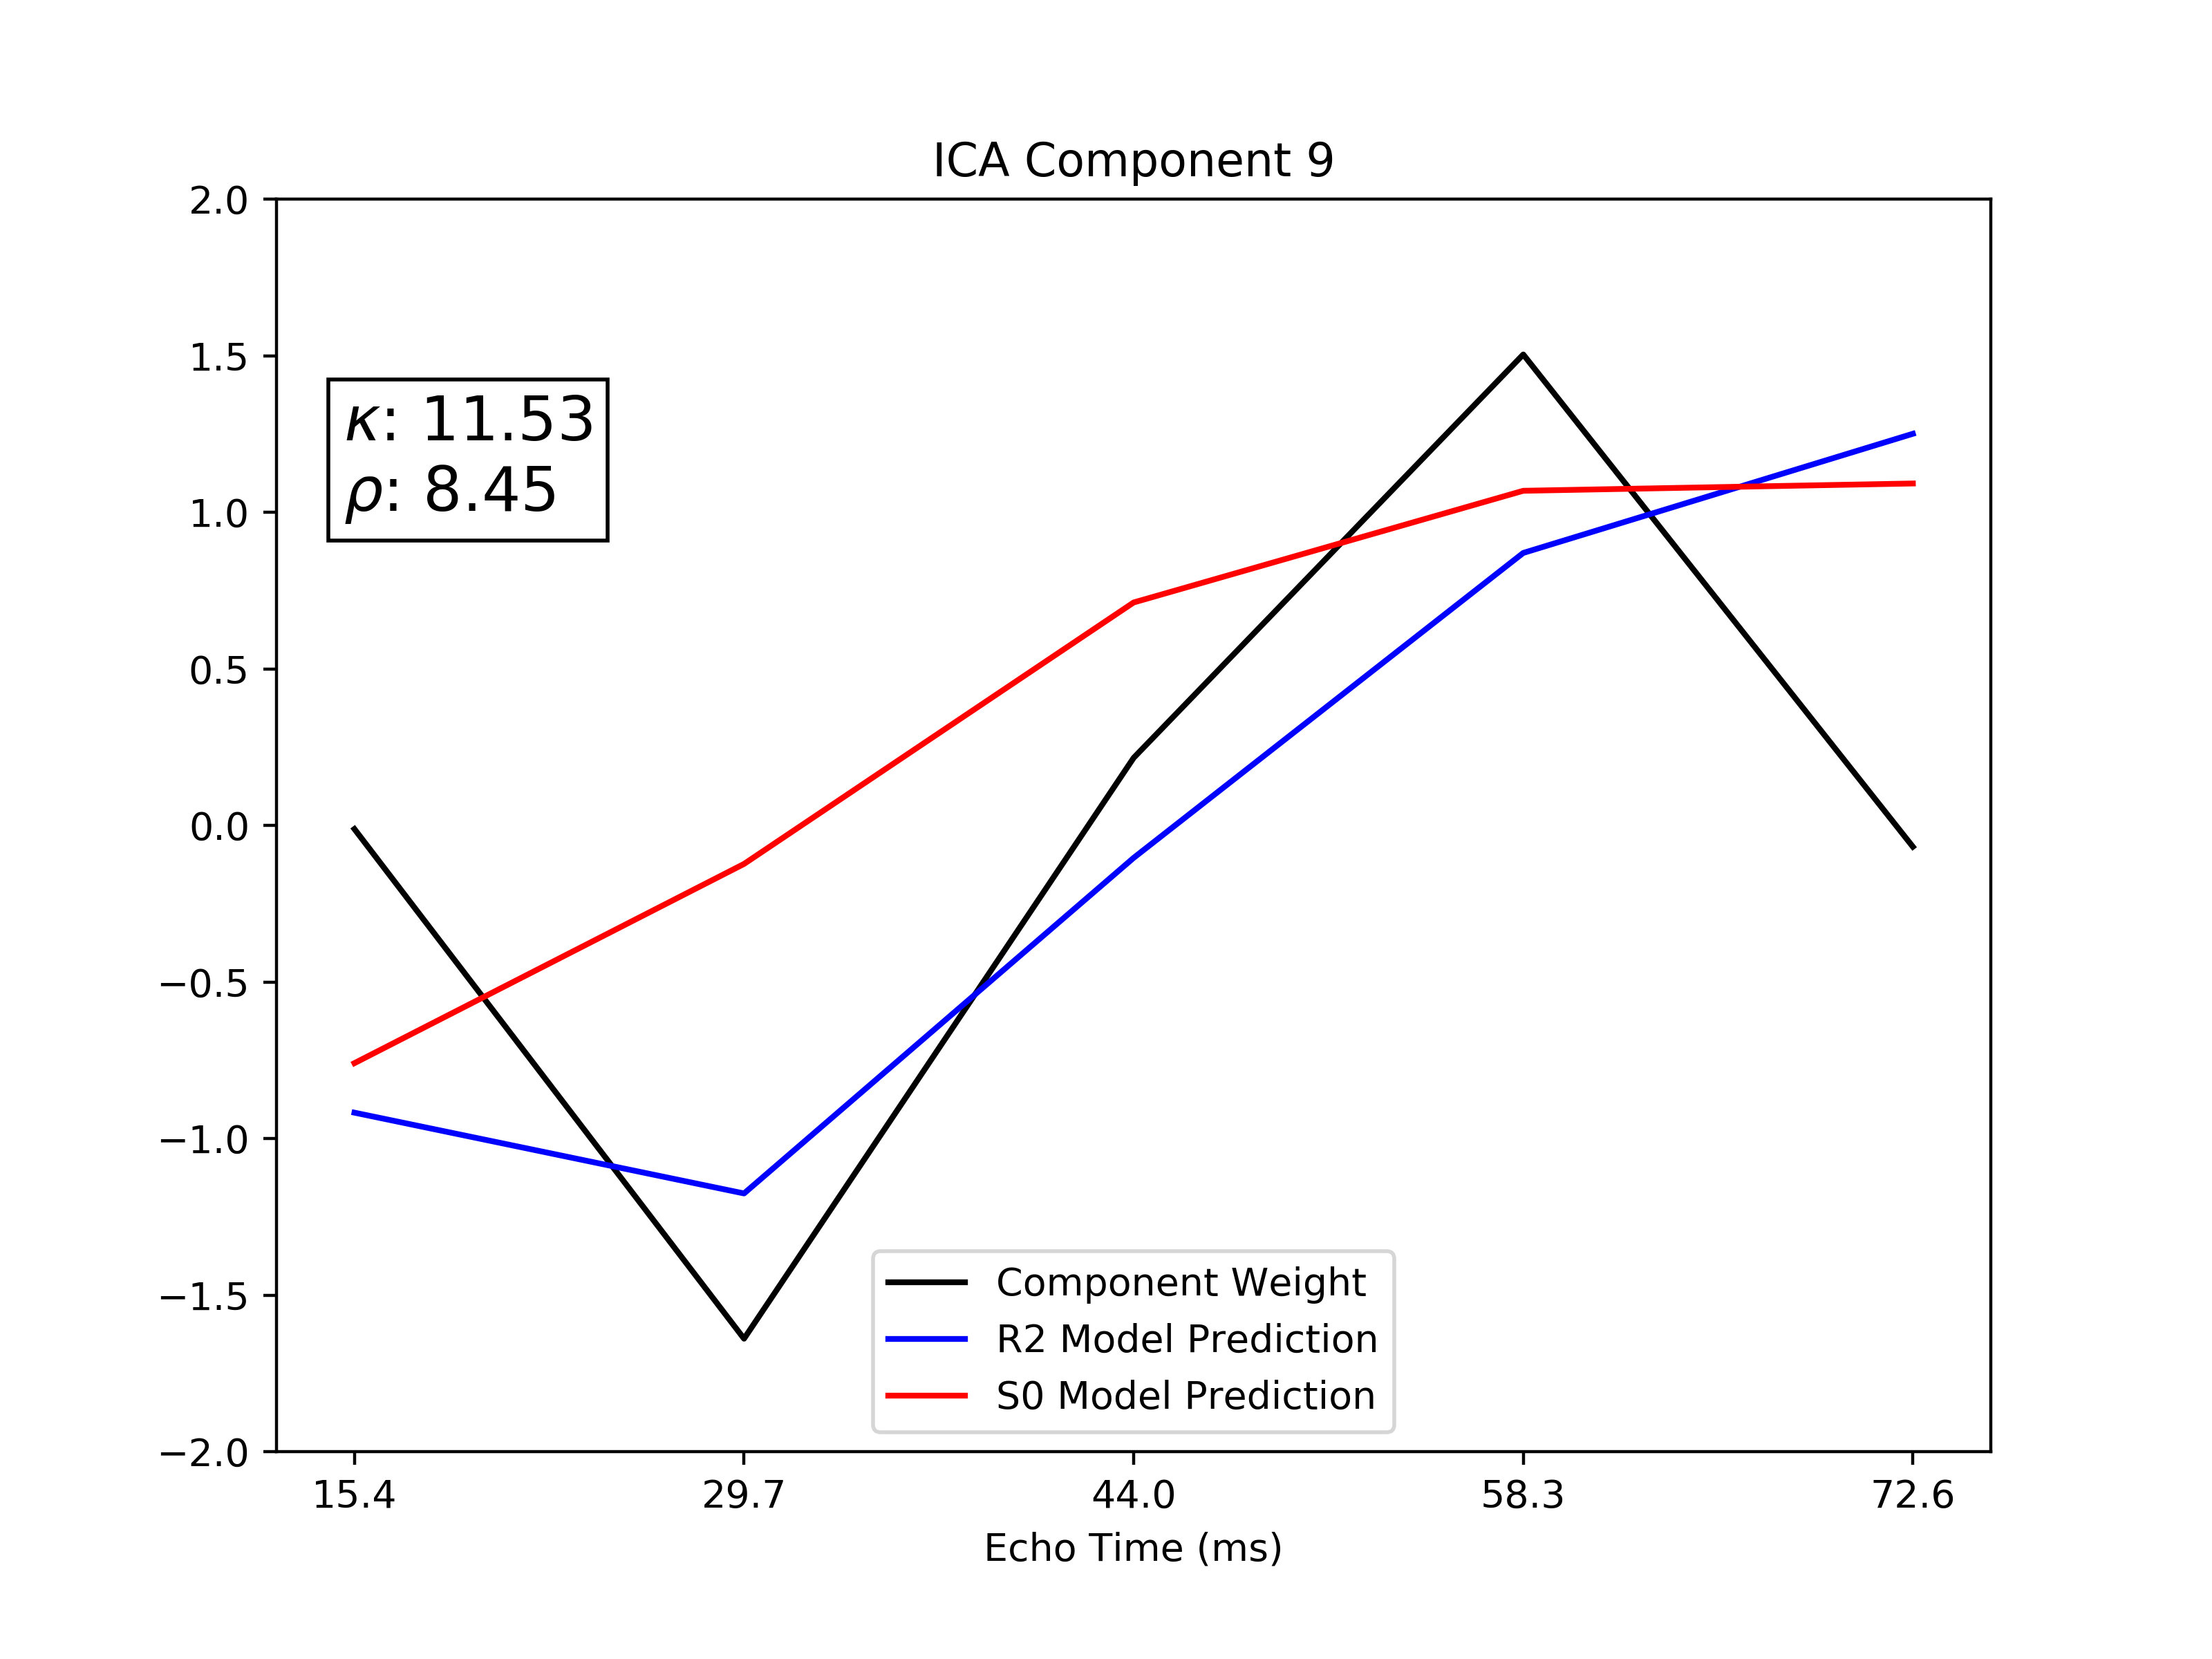 ICA Component 9
2.0
1.5
1.0
0.5
0.0
−0.5
−1.0
−1.5
−2.0
κ: 11.53
ρ: 8.45
Component Weight
R2 Model Prediction
S0 Model Prediction
15.4 29.7 44.0 58.3 72.6
Echo Time (ms)